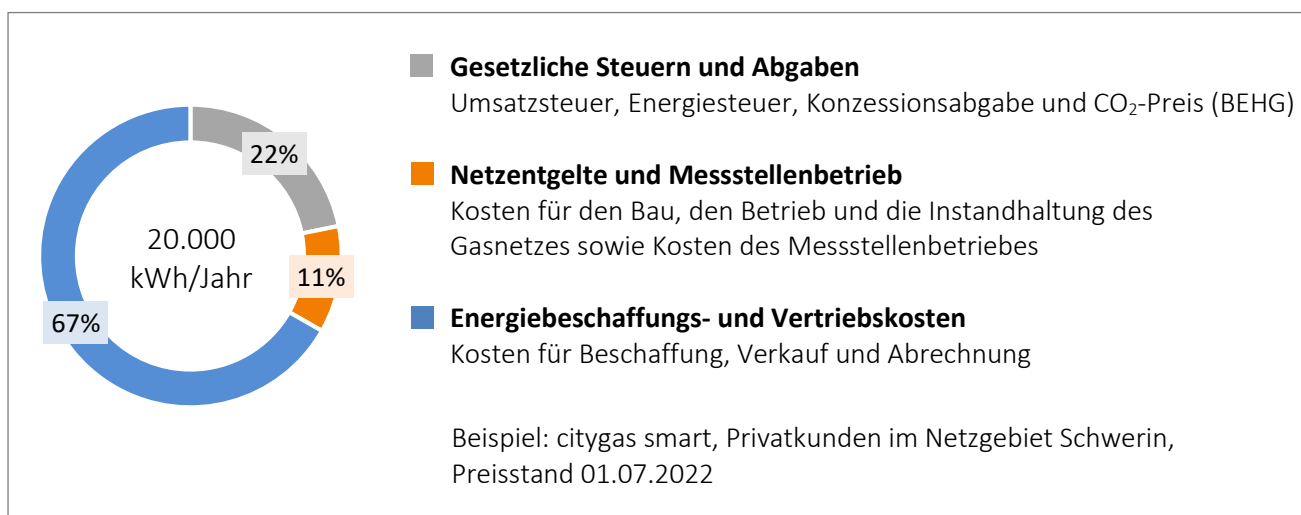 Gesetzliche Steuern und Abgaben
Umsatzsteuer, Energiesteuer, Konzessionsabgabe und CO₂-Preis (BEHG)
22%
Netzentgelte und Messstellenbetrieb
Kosten für den Bau, den Betrieb und die Instandhaltung des
Gasnetzes sowie Kosten des Messstellenbetriebes
20.000
kWh/Jahr
11%
67%
Energiebeschaffungs- und Vertriebskosten
Kosten für Beschaffung, Verkauf und Abrechnung
Beispiel: citygas smart, Privatkunden im Netzgebiet Schwerin,
Preisstand 01.07.2022